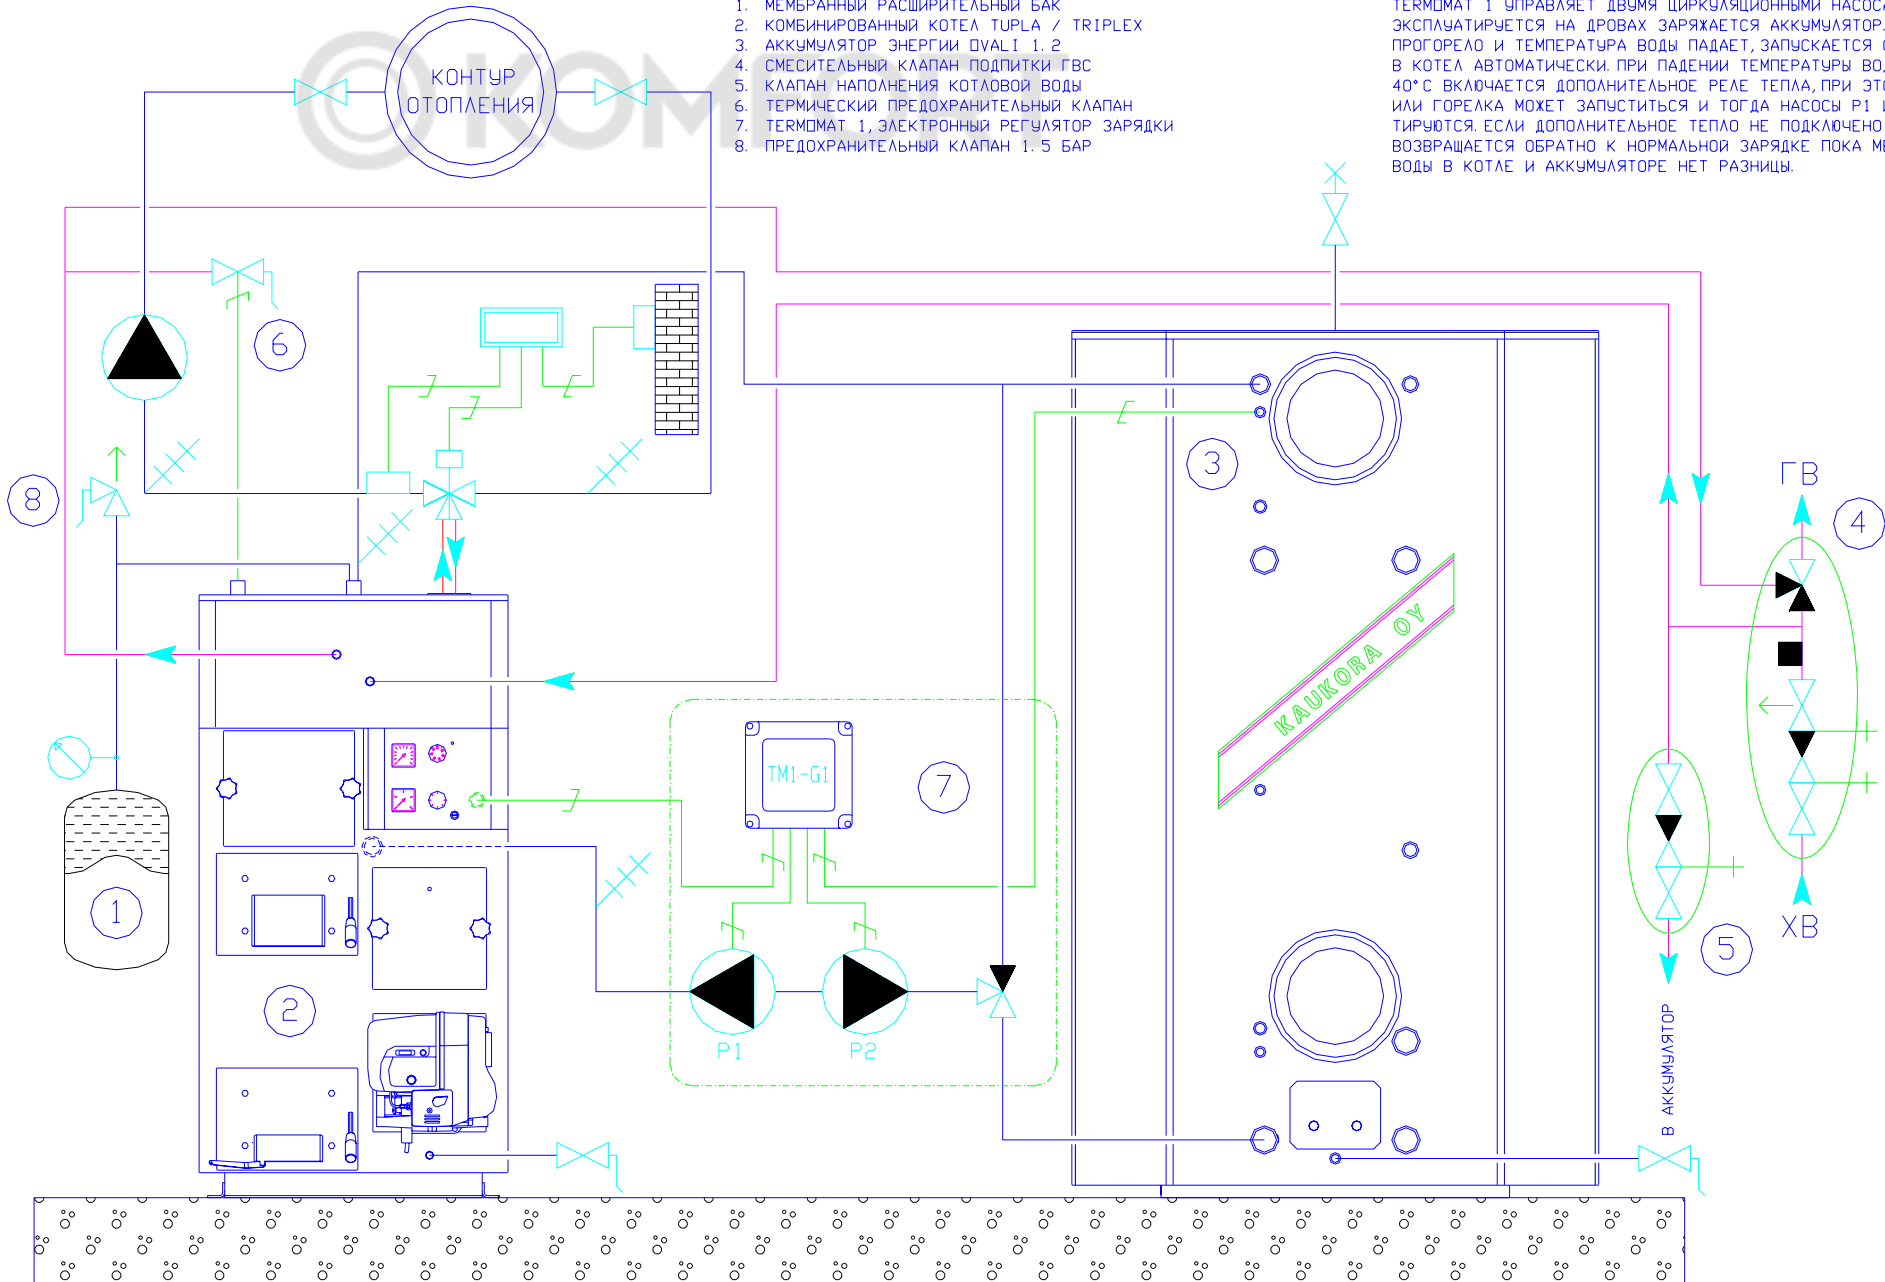 1. МЕМБРАННЫЙ РАСШИРИТЕЛЬНЫЙ БАК
2. КОМБИНИРОВАННЫЙ КОТЕЛ TUPLA / TRIPLEX
3. АККУМУЛЯТОР ЭНЕРГИИ OVALI 1.2
4. СМЕСИТЕЛЬНЫЙ КЛАПАН ПОДПИТКИ ГВС
5. КЛАПАН НАПОЛНЕНИЯ КОТЛОВОЙ ВОДЫ
6. ТЕРМИЧЕСКИЙ ПРЕДОХРАНИТЕЛЬНЫЙ КЛАПАН
7. TERMOMAT 1, ЭЛЕКТРОННЫЙ РЕГУЛЯТОР ЗАРЯДКИ
8. ПРЕДОХРАНИТЕЛЬНЫЙ КЛАПАН 1.5 БАР
TERMOMAT 1 УПРАВЛЯЕТ ДВУМЯ ЦИРКУЛЯЦИОННЫМИ НАСОСА
ЭКСПЛУАТИРУЕТСЯ НА ДРОВАХ ЗАРЯЖАЕТСЯ АККУМУЛЯТОР.
ПРОГОРЕЛО И ТЕМПЕРАТУРА ВОДЫ ПАДАЕТ, ЗАПУСКАЕТСЯ
В КОТЕЛ АВТОМАТИЧЕСКИ. ПРИ ПАДЕНИИ ТЕМПЕРАТУРЫ ВО
40°C ВКЛЮЧАЕТСЯ ДОПОЛНИТЕЛЬНОЕ РЕЛЕ ТЕПЛА, ПРИ ЭТО
ИЛИ ГОРЕЛКА МОЖЕТ ЗАПУСТИТЬСЯ И ТОГДА НАСОСЫ P1 И
ТИРУЮТСЯ. ЕСЛИ ДОПОЛНИТЕЛЬНОЕ ТЕПЛО НЕ ПОДКЛЮЧЕНО
ВОЗВРАЩАЕТСЯ ОБРАТНО К НОРМАЛЬНОЙ ЗАРЯДКЕ ПОКА МЕ
ВОДЫ В КОТЛЕ И АККУМУЛЯТОРЕ НЕТ РАЗНИЦЫ.
© KOMFORT
КОНТУР
ОТОПЛЕНИЯ
6
8
3
ГВ
4
KAUKORA OY
TM1-G1
7
1
2
P1
P2
ХВ
5
В АККУМУЛЯТОР